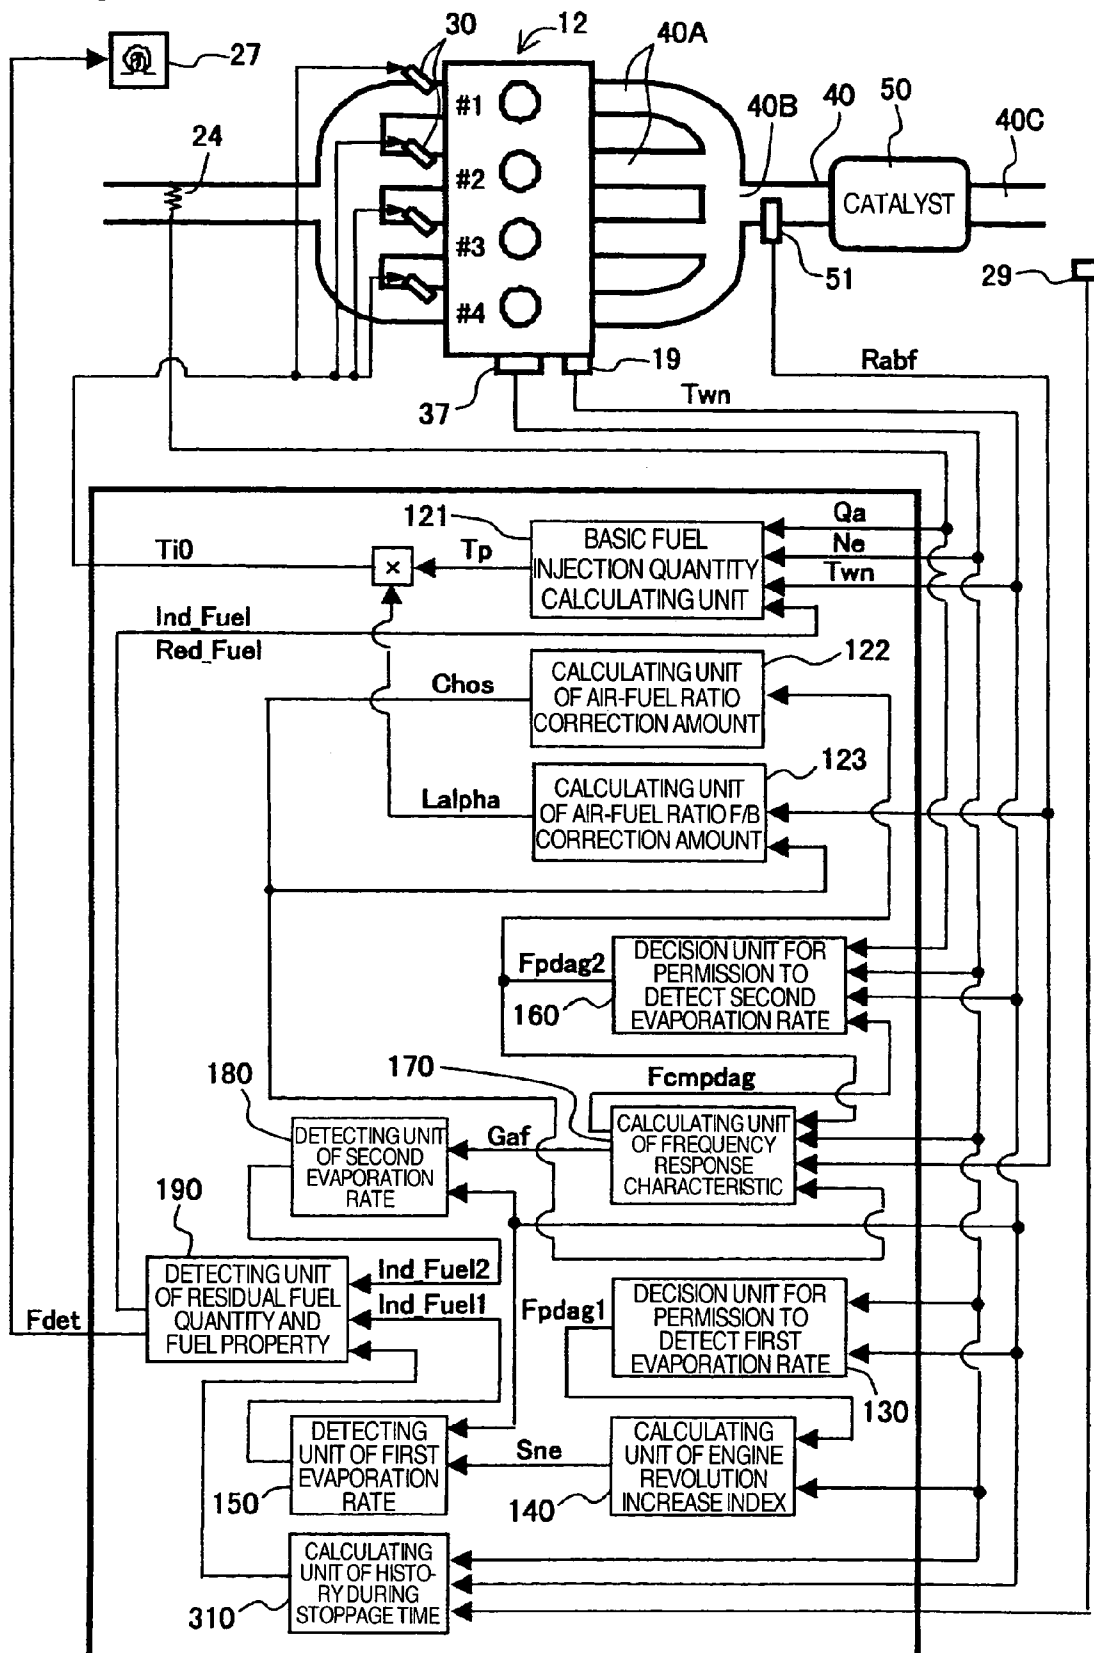 12
30
40A
27
#1
40B
40
50
40C
24
#2
CATALYST
#3
51
29
#4
19
Rabf
37
Twn
121
Qa
BASIC FUEL
INJECTION QUANTITY
CALCULATING UNIT
Ne
Twn
Ti0
×
Tp
Ind_Fuel
Red_Fuel
122
Chos
CALCULATING UNIT
OF AIR-FUEL RATIO
CORRECTION AMOUNT
123
Lalpha
CALCULATING UNIT
OF AIR-FUEL RATIO F/B
CORRECTION AMOUNT
Fpdag2
160
DECISION UNIT FOR
PERMISSION TO
DETECT SECOND
EVAPORATION RATE
180
170
Fcmpdag
DETECTING UNIT
OF SECOND
EVAPORATION
RATE
Gaf
CALCULATING UNIT
OF FREQUENCY
RESPONSE
CHARACTERISTIC
190
DETECTING UNIT
OF RESIDUAL FUEL
QUANTITY AND
FUEL PROPERTY
Ind_Fuel2
Ind_Fuel1
Fdet
Fpdag1
DECISION UNIT FOR
PERMISSION TO
DETECT FIRST
EVAPORATION RATE
130
DETECTING
UNIT OF FIRST
EVAPORATION
RATE
150
Sne
CALCULATING
UNIT OF ENGINE
REVOLUTION
INCREASE INDEX
140
CALCULATING
UNIT OF HISTO-
RY DURING
STOPPAGE TIME
310